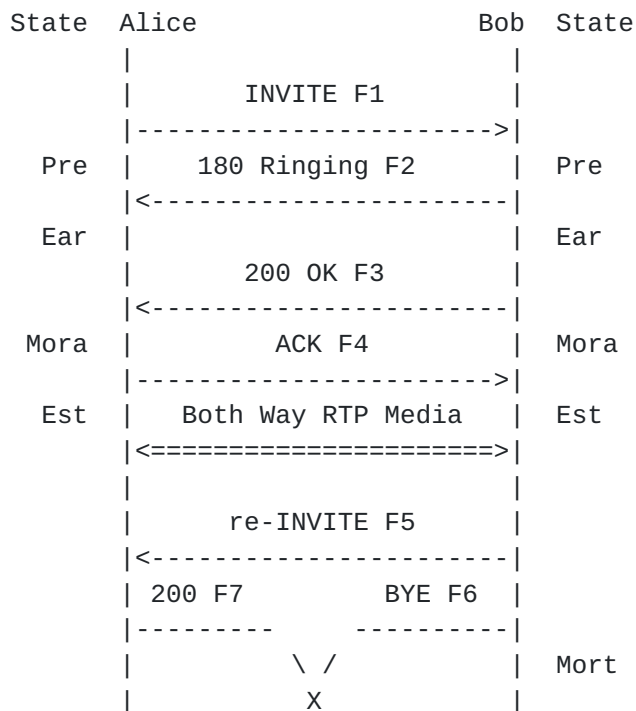 State  Alice                  Bob  State
       |                        |
       |       INVITE F1        |
       |----------------------->|
  Pre  |    180 Ringing F2      |  Pre
       |<-----------------------|
  Ear  |                        |  Ear
       |       200 OK F3        |
       |<-----------------------|
 Mora  |         ACK F4         |  Mora
       |----------------------->|
  Est  |   Both Way RTP Media   |  Est
       |<======================>|
       |                        |
       |      re-INVITE F5      |
       |<-----------------------|
       | 200 F7         BYE F6  |
       |---------     ----------|
       |          \ /           |  Mort
       |           X            |